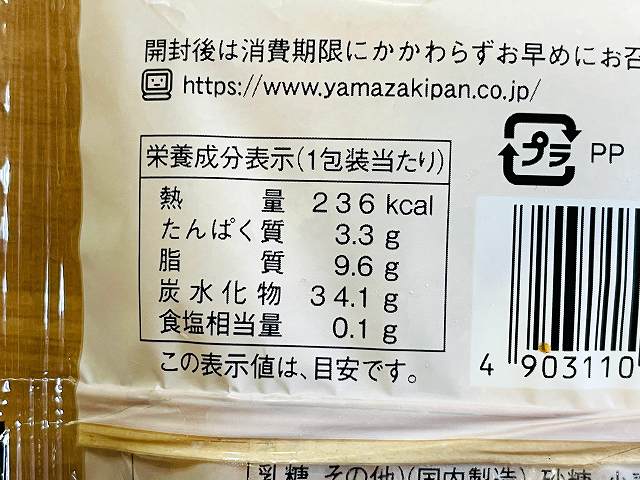 開封後は消費期限にかかわらずお早めにお召
https://www.yamazakipan.co.jp/
プラ PP
栄養成分表示(1包装当たり)
熱量 236 kcal
たんぱく質 3.3 g
脂質 9.6 g
炭水化物 34.1 g
食塩相当量 0.1 g
この表示値は、目安です。
4 903110
乳糖、その他)(国内製造)、砂糖、小